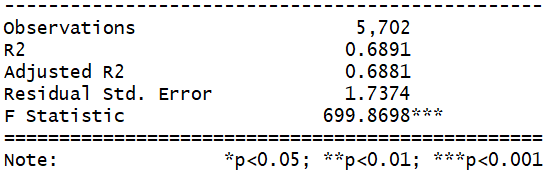 -------------------------------------------------
Observations 5,702
R2 0.6891
Adjusted R2 0.6881
Residual Std. Error 1.7374
F Statistic 699.8698***
=================================================
Note: *p<0.05; **p<0.01; ***p<0.001